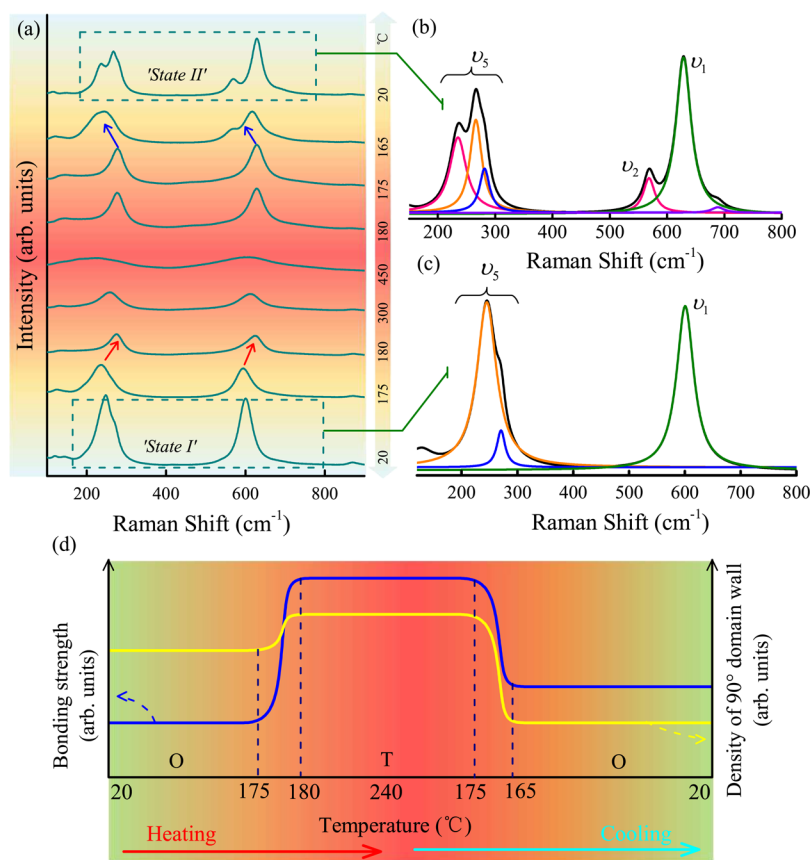 (a)
Intensity (arb. units)
'State II'
'State I'
℃
20
165
175
180
450
300
180
175
20
200 400 600 800
Raman Shift (cm⁻¹)
(b)
υ₅
υ₂
υ₁
200 300 400 500 600 700 800
Raman Shift (cm⁻¹)
(c)
υ₅
υ₁
200 300 400 500 600 700 800
Raman Shift (cm⁻¹)
(d)
Bonding strength
(arb. units)
Density of 90° domain wall
(arb. units)
O T O
20 175 180 240 175 165 20
Temperature (℃)
Heating Cooling